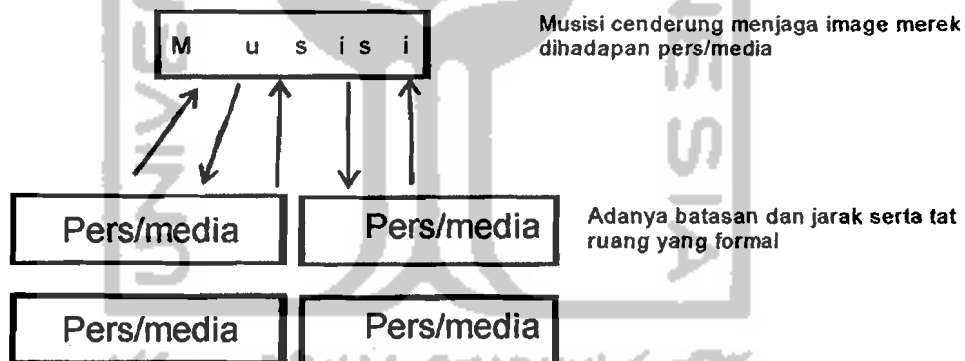 Musisi
Musisi cenderung menjaga image merek
dihadapan pers/media
Pers/media
Pers/media
Adanya batasan dan jarak serta tat
ruang yang formal
Pers/media
Pers/media